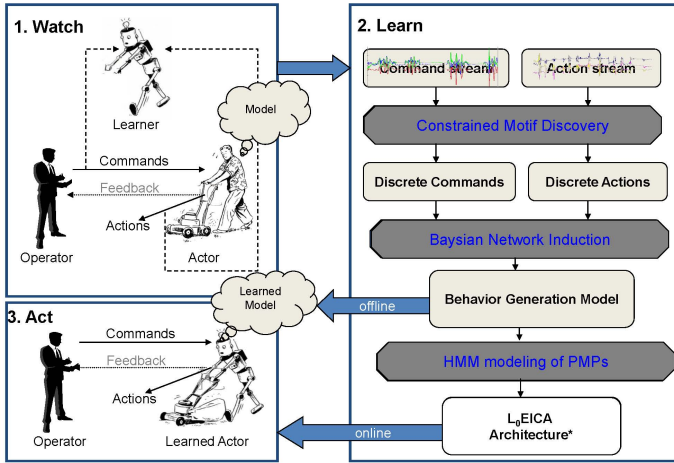 1. Watch
Learner
Model
Commands
Feedback
Actions
Operator
Actor
2. Learn
Command stream
Action stream
Constrained Motif Discovery
Discrete Commands
Discrete Actions
Baysian Network Induction
Behavior Generation Model
offline
HMM modeling of PMPs
L₀EICA
Architecture*
online
Learned
Model
3. Act
Commands
Feedback
Actions
Operator
Learned Actor